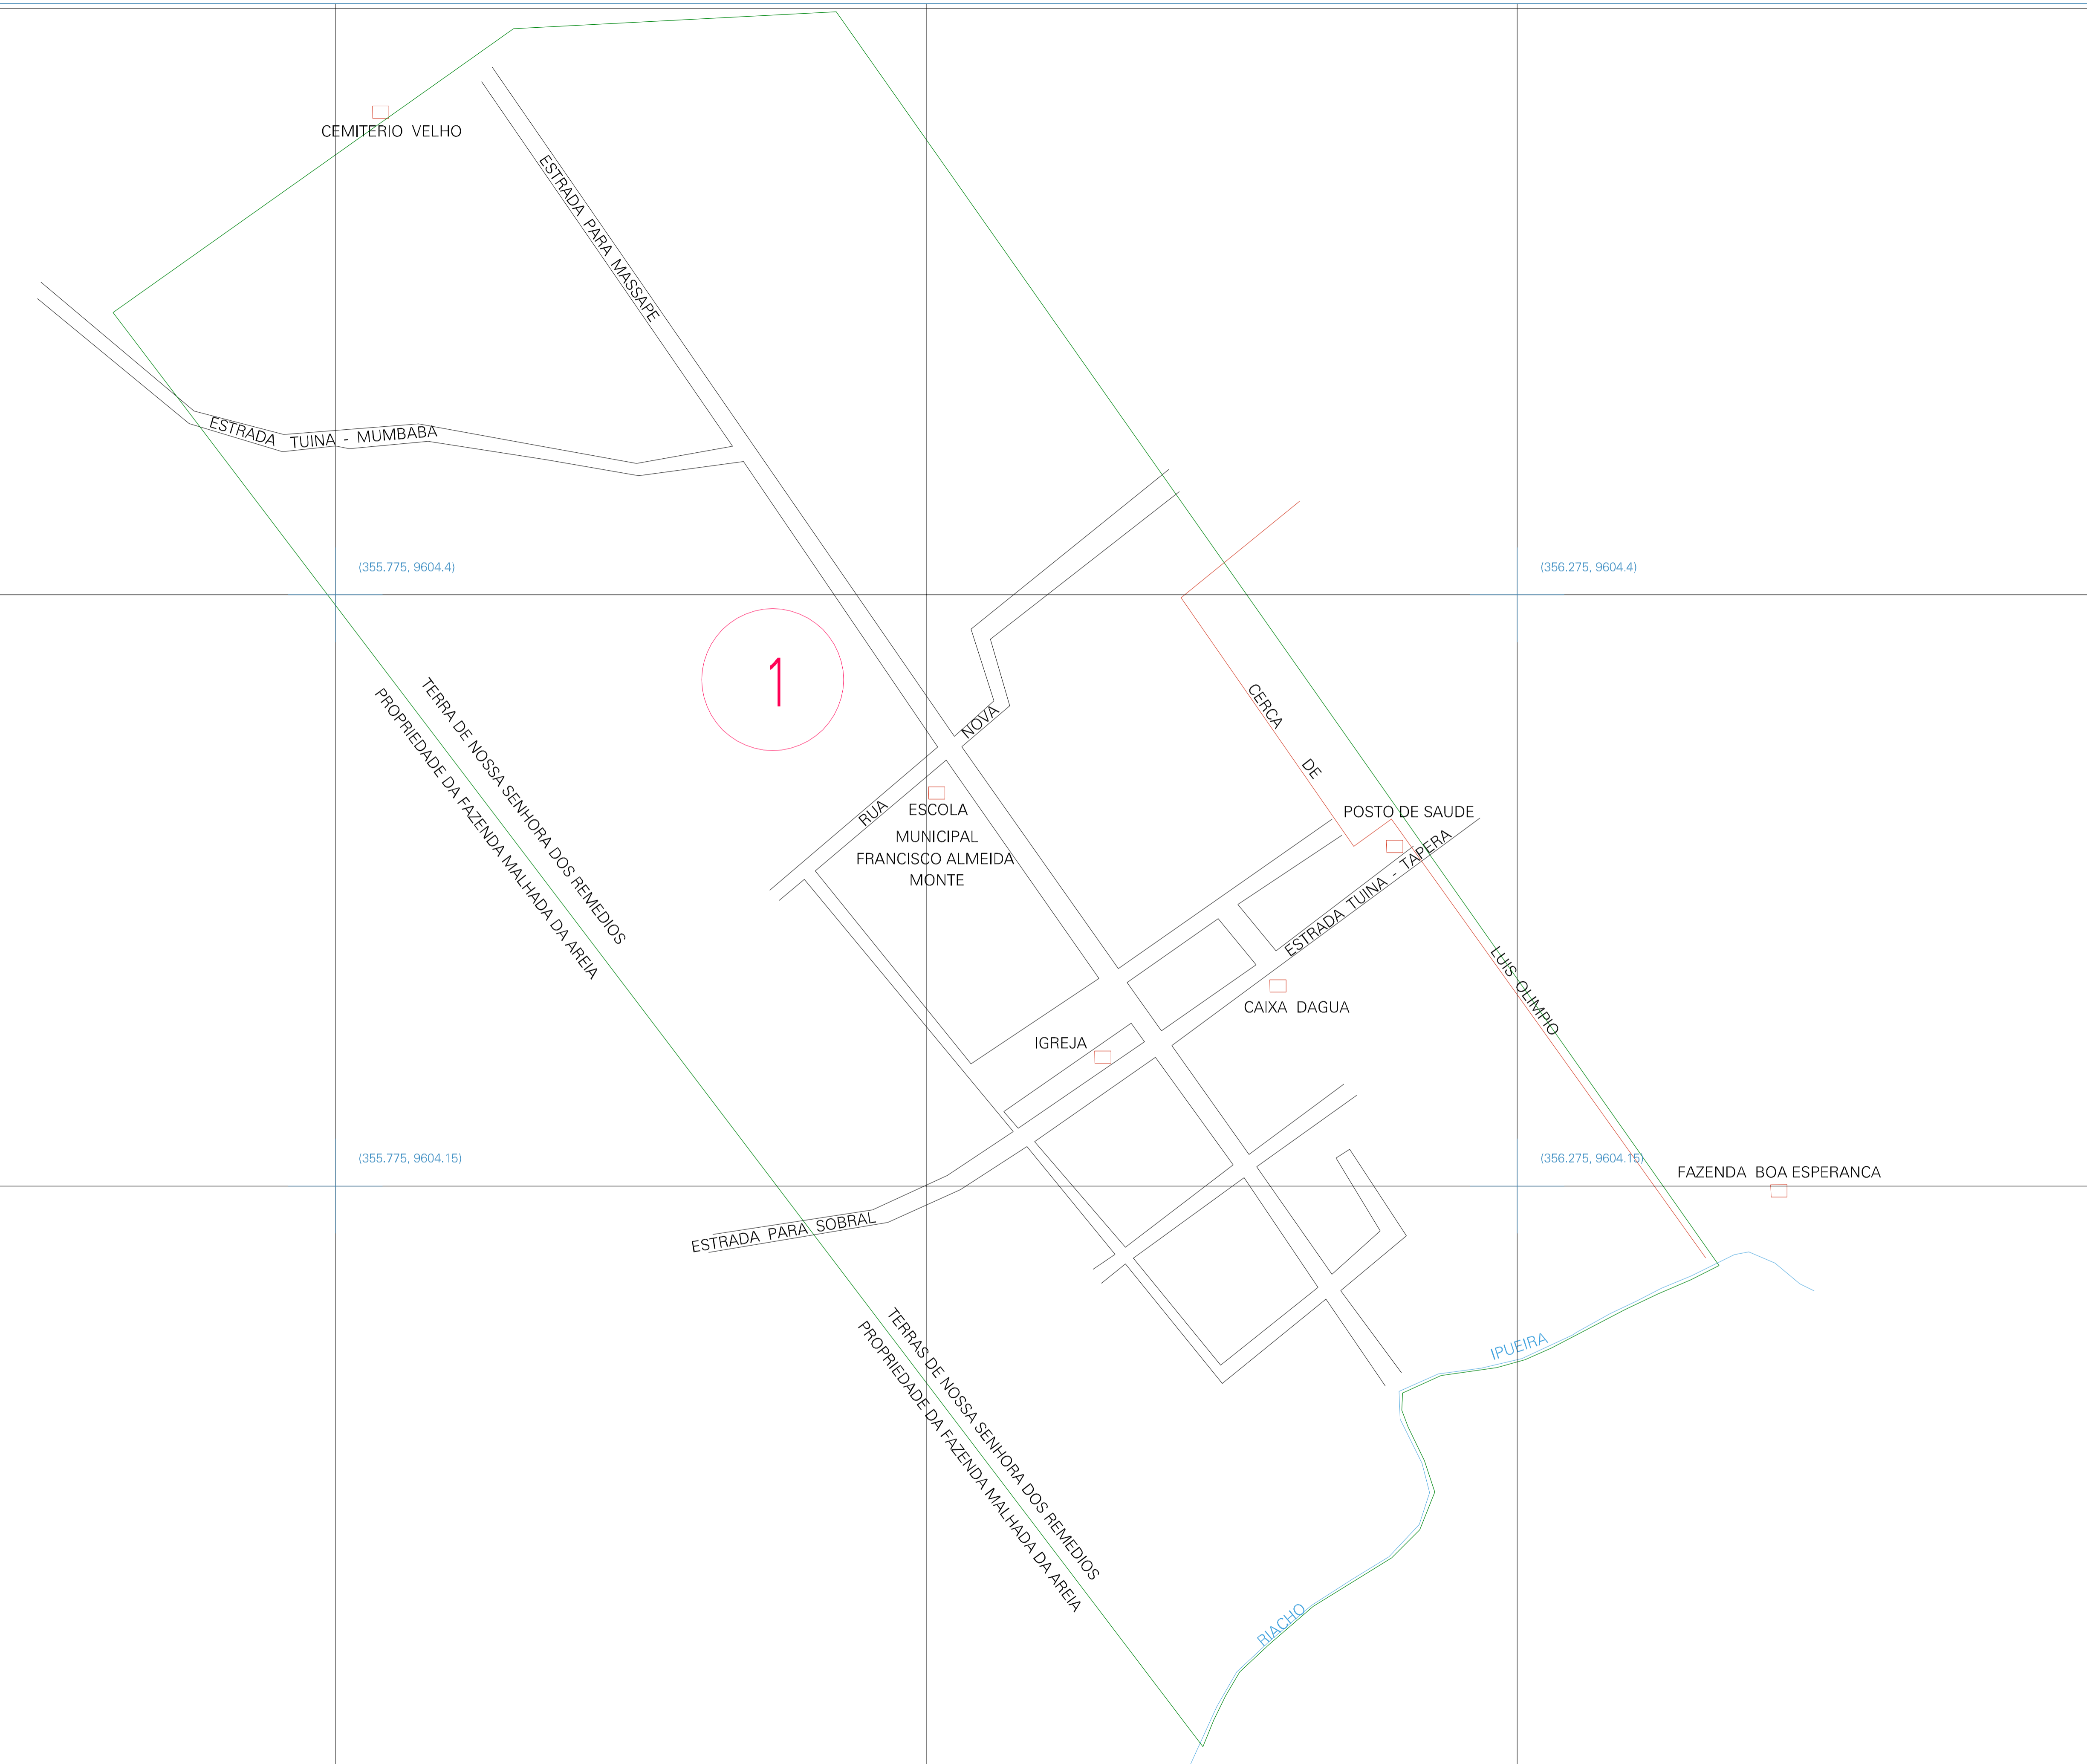 CEMITERIO VELHO
ESTRADA PARA MASSAPE
ESTRADA TUINA - MUMBABA
(355.775, 9604.4)
(356.275, 9604.4)
1
TERRA DE NOSSA SENHORA DOS REMEDIOS
PROPRIEDADE DA FAZENDA MALHADA DA AREIA
RUA NOVA
CERCA DE
LUIS OLIMPIO
ESCOLA
MUNICIPAL
FRANCISCO ALMEIDA
MONTE
POSTO DE SAUDE
ESTRADA TUINA - TAPERA
CAIXA DAGUA
IGREJA
(355.775, 9604.15)
(356.275, 9604.15)
FAZENDA BOA ESPERANCA
ESTRADA PARA SOBRAL
TERRAS DE NOSSA SENHORA DOS REMEDIOS
PROPRIEDADE DA FAZENDA MALHADA DA AREIA
RIACHO IPUEIRA